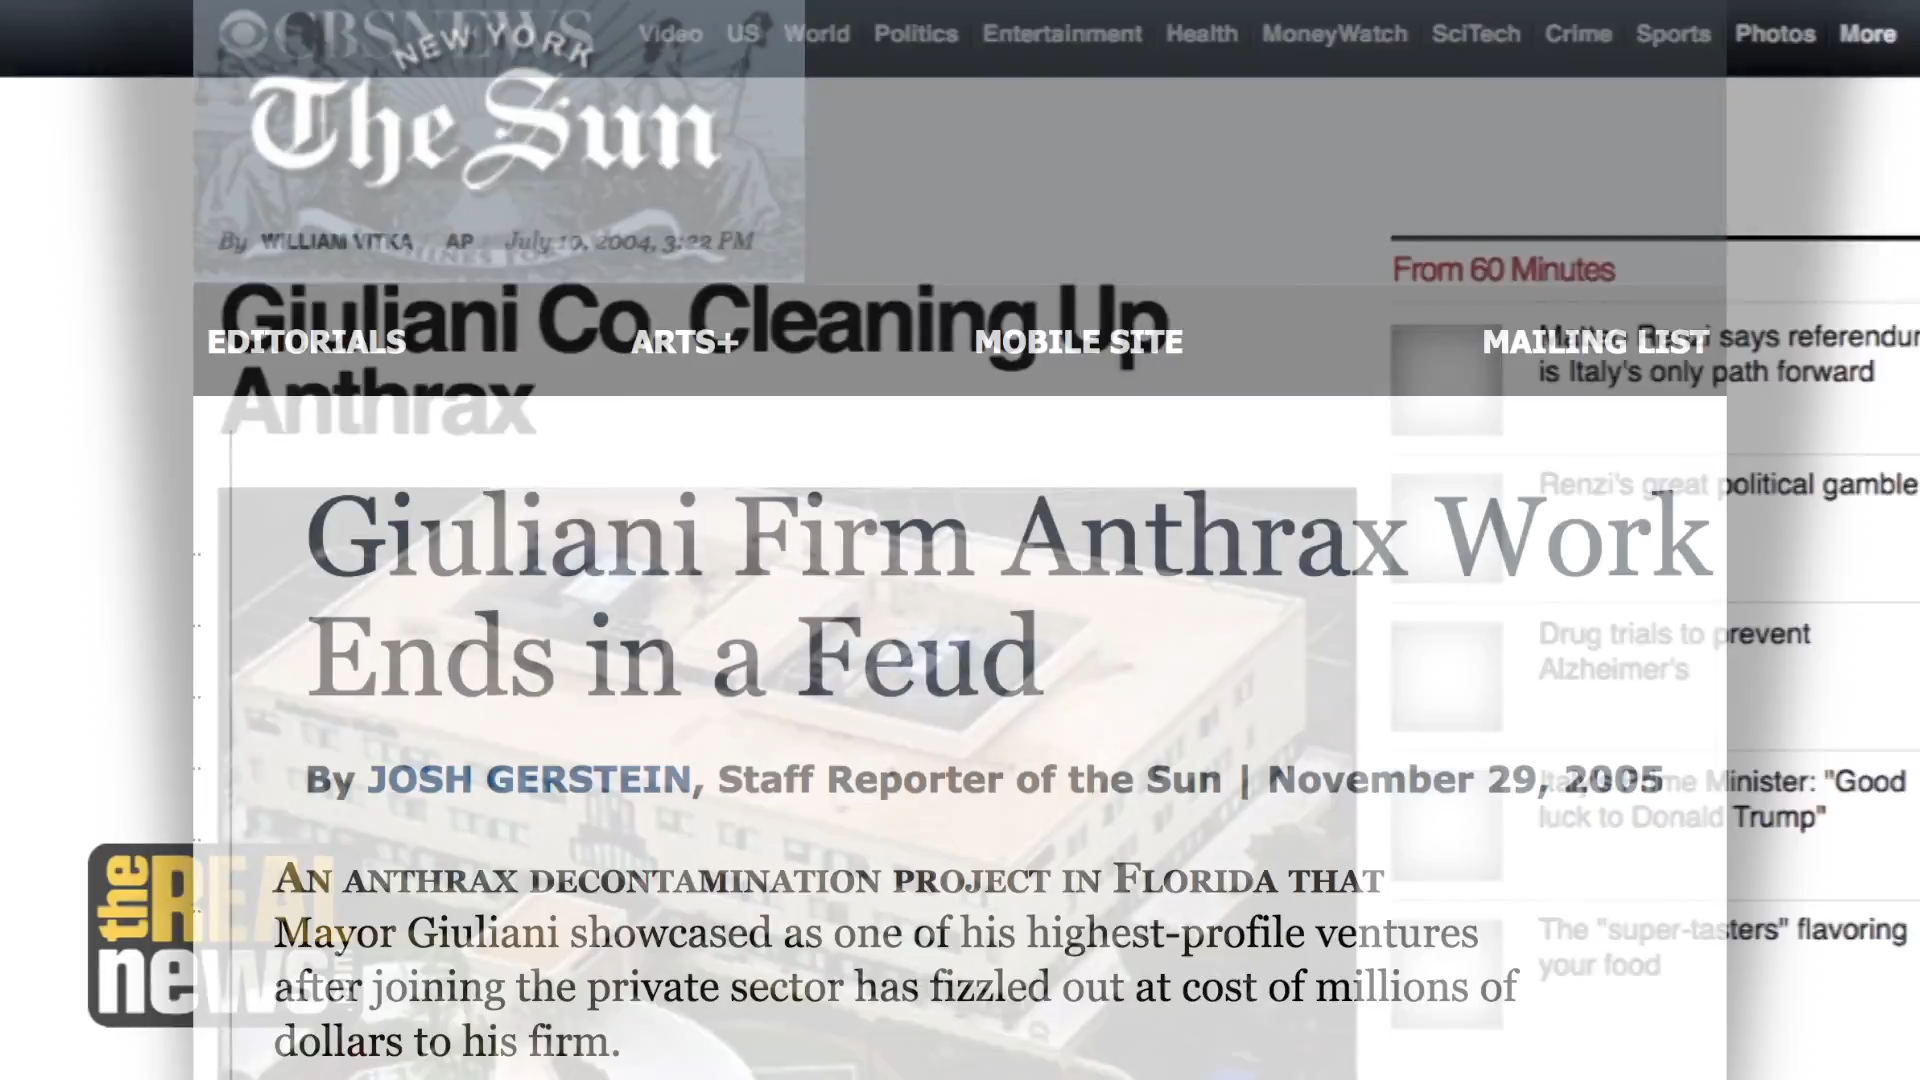 CBSNEWS
Video US World Politics Entertainment Health MoneyWatch SciTech Crime Sports Photos More
NEW YORK
The Sun
By WILLIAM VITKA AP July 10, 2004, 3:22 PM
Giuliani Co. Cleaning Up
Anthrax
EDITORIALS ARTS+ MOBILE SITE MAILING LIST
From 60 Minutes
says referendum
is Italy's only path forward
Renzi's great political gamble
Drug trials to prevent
Alzheimer's
Minister: "Good
luck to Donald Trump"
The "super-tasters" flavoring
your food
Giuliani Firm Anthrax Work
Ends in a Feud
By JOSH GERSTEIN, Staff Reporter of the Sun | November 29, 2005
AN ANTHRAX DECONTAMINATION PROJECT IN FLORIDA THAT
Mayor Giuliani showcased as one of his highest-profile ventures
after joining the private sector has fizzled out at cost of millions of
dollars to his firm.
the REAL
news